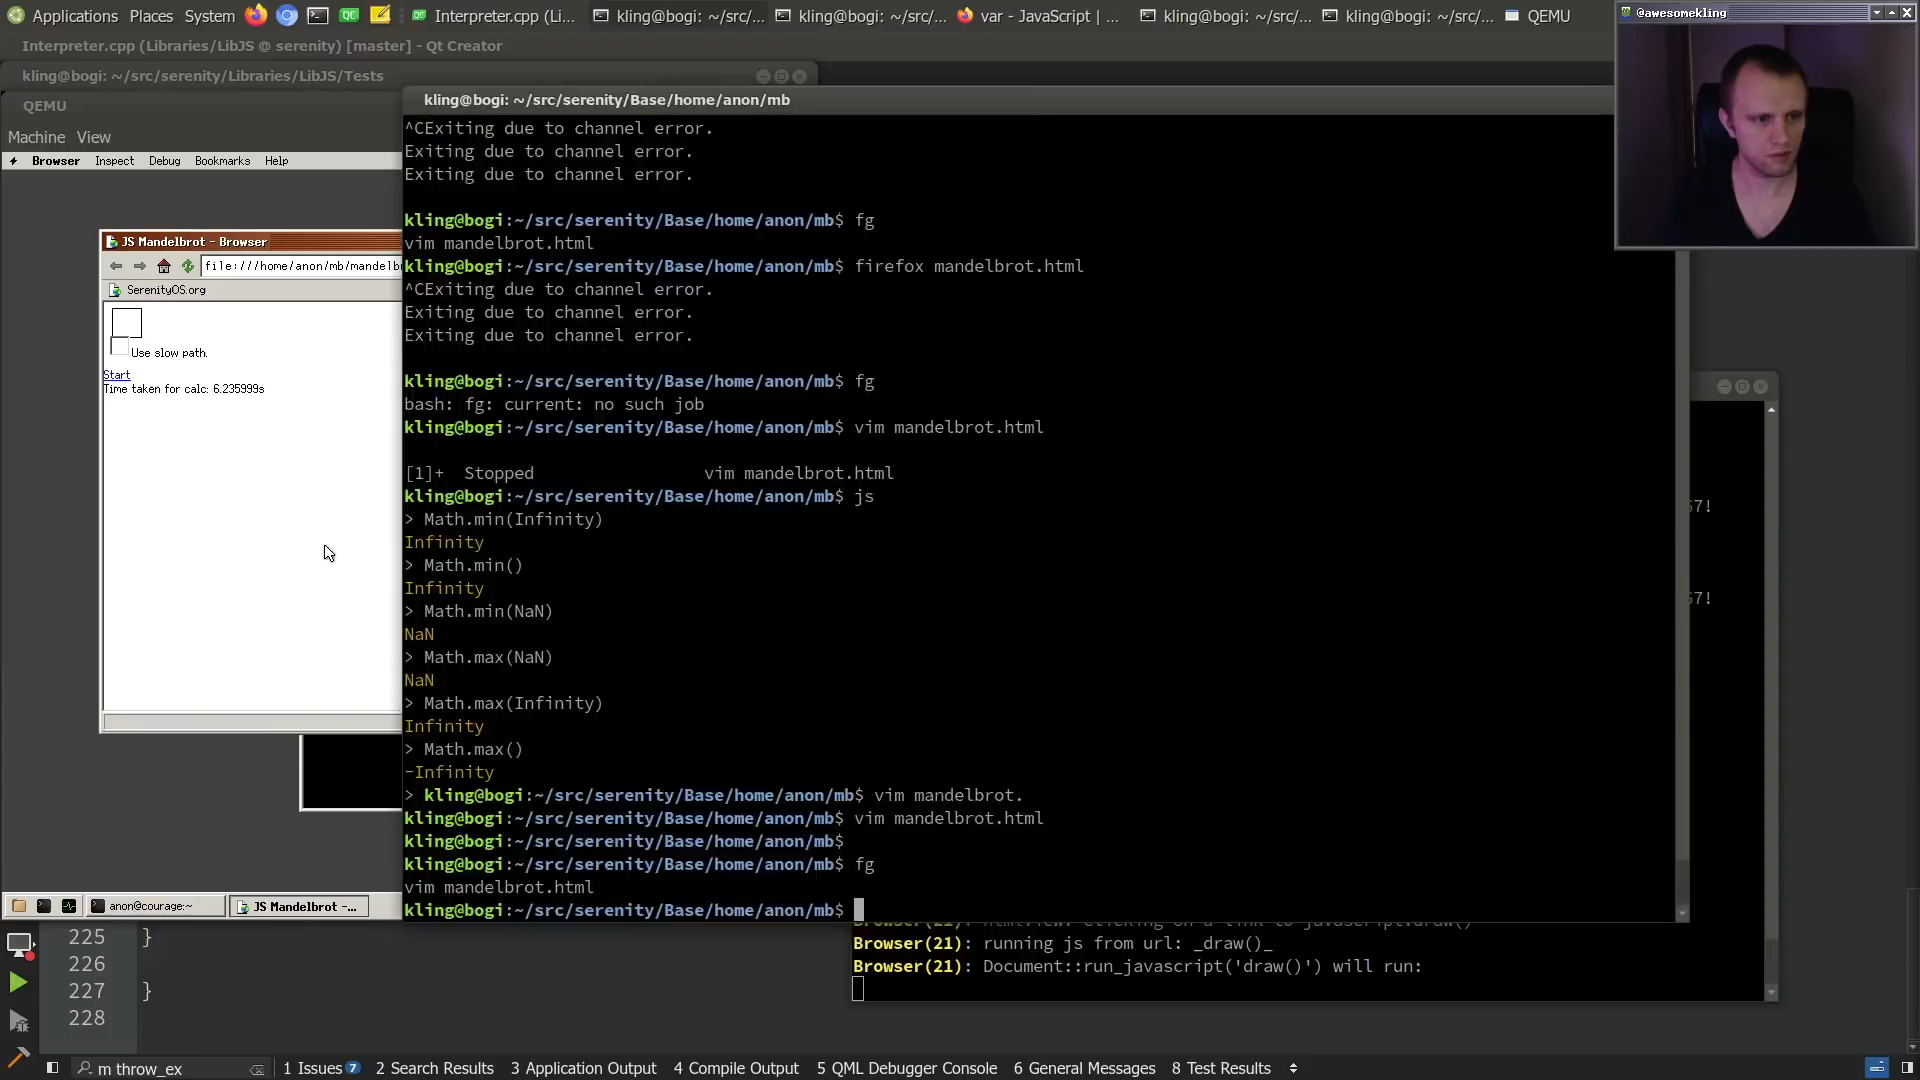 Applications Places System Interpreter.cpp (Li... kling@bogi: ~/src/... kling@bogi: ~/src/... var - JavaScript | ... kling@bogi: ~/src/... kling@bogi: ~/src/... QEMU
@awesomekling
Interpreter.cpp (Libraries/LibJS @ serenity) [master] - Qt Creator
kling@bogi: ~/src/serenity/Libraries/LibJS/Tests
QEMU
Machine View
Browser Inspect Debug Bookmarks Help
JS Mandelbrot - Browser
file:///home/anon/mb/mandelb
SerenityOS.org
Use slow path.
Start
Time taken for calc: 6.235999s
anon@courage:~
JS Mandelbrot -...
kling@bogi: ~/src/serenity/Base/home/anon/mb
^CExiting due to channel error.
Exiting due to channel error.
Exiting due to channel error.
kling@bogi:~/src/serenity/Base/home/anon/mb$ fg
vim mandelbrot.html
kling@bogi:~/src/serenity/Base/home/anon/mb$ firefox mandelbrot.html
^CExiting due to channel error.
Exiting due to channel error.
Exiting due to channel error.
kling@bogi:~/src/serenity/Base/home/anon/mb$ fg
bash: fg: current: no such job
kling@bogi:~/src/serenity/Base/home/anon/mb$ vim mandelbrot.html
[1]+  Stopped                 vim mandelbrot.html
kling@bogi:~/src/serenity/Base/home/anon/mb$ js
> Math.min(Infinity)
Infinity
> Math.min()
Infinity
> Math.min(NaN)
NaN
> Math.max(NaN)
NaN
> Math.max(Infinity)
Infinity
> Math.max()
-Infinity
> kling@bogi:~/src/serenity/Base/home/anon/mb$ vim mandelbrot.
kling@bogi:~/src/serenity/Base/home/anon/mb$ vim mandelbrot.html
kling@bogi:~/src/serenity/Base/home/anon/mb$
kling@bogi:~/src/serenity/Base/home/anon/mb$ fg
vim mandelbrot.html
kling@bogi:~/src/serenity/Base/home/anon/mb$
67!
67!
Browser(21): running js from url: _draw()_
Browser(21): Document::run_javascript('draw()') will run:
225 }
226
227 }
228
m throw_ex 1 Issues 7 2 Search Results 3 Application Output 4 Compile Output 5 QML Debugger Console 6 General Messages 8 Test Results